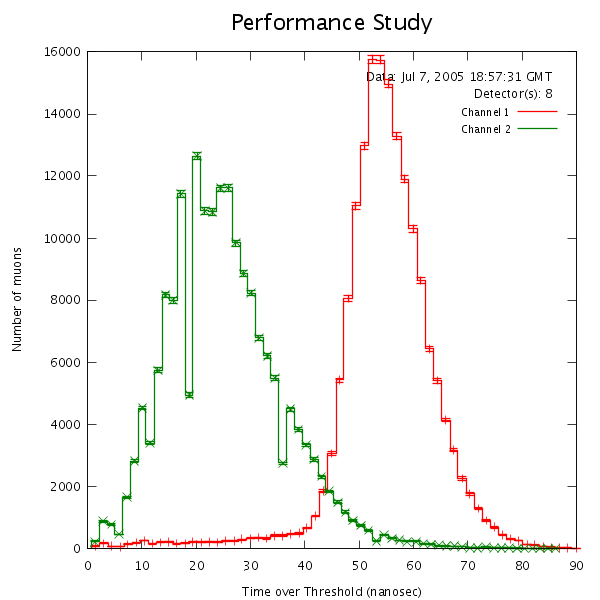 Performance Study
16000
14000
12000
10000
8000
6000
4000
2000
0
Data: Jul 7, 2005 18:57:31 GMT
Detector(s): 8
Channel 1
Channel 2
Number of muons
0 10 20 30 40 50 60 70 80 90
Time over Threshold (nanosec)